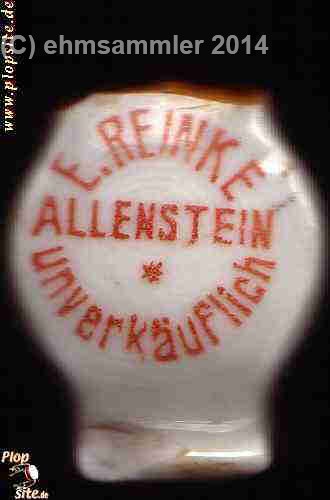 (C) ehmsammler 2014
www.plopsite.de
E. REINKE
ALLENSTEIN
*
unverkäuflich
Plop
Site.de